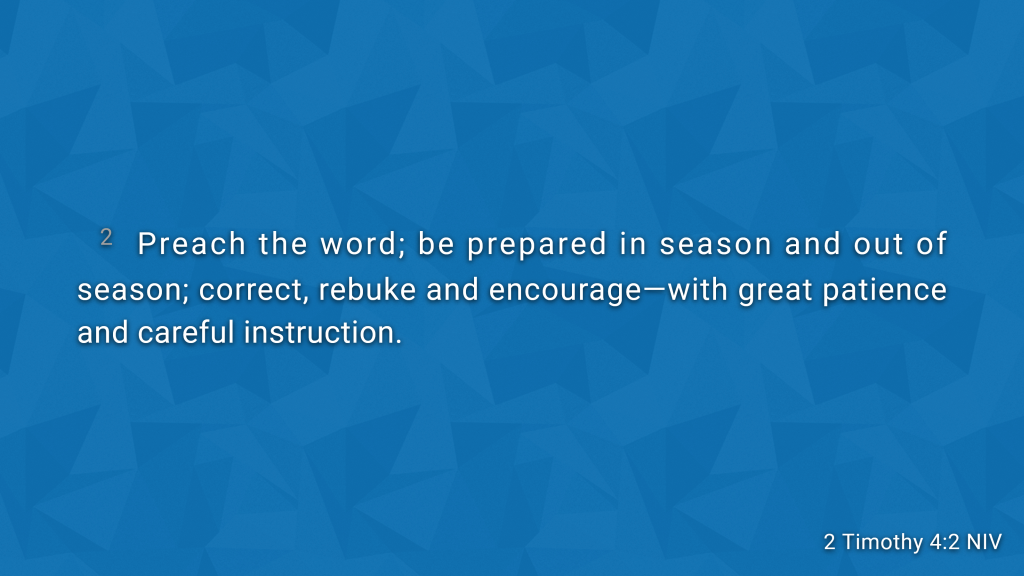 2 Preach the word; be prepared in season and out of
season; correct, rebuke and encourage—with great patience
and careful instruction.
2 Timothy 4:2 NIV